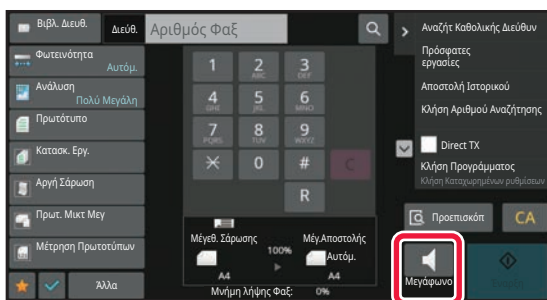 Βιβλ. Διευθ.
Διεύθ.
Αριθμός Φαξ
Φωτεινότητα
Αυτόμ.
Ανάλυση
Πολύ Μεγάλη
Πρωτότυπο
Κατασκ. Εργ.
Αργή Σάρωση
Πρωτ. Μικτ Μεγ
Μέτρηση Πρωτοτύπων
Άλλα
1
2
ABC
3
DEF
4
GHI
5
JKL
6
MNO
7
PQRS
8
TUV
9
WXYZ
0
#
C
R
Μέγεθ. Σάρωσης
100%
Μέγ.Αποστολής
Αυτόμ.
A4
A4
Μνήμη λήψης Φαξ: 0%
Αναζήτ Καθολικής Διεύθυν
Πρόσφατες
εργασίες
Αποστολή Ιστορικού
Κλήση Αριθμού Αναζήτησης
Direct TX
Κλήση Προγράμματος
Κλήση Καταχωρημένων ρυθμίσεων
Προεπισκόπ
CA
Μεγάφωνο